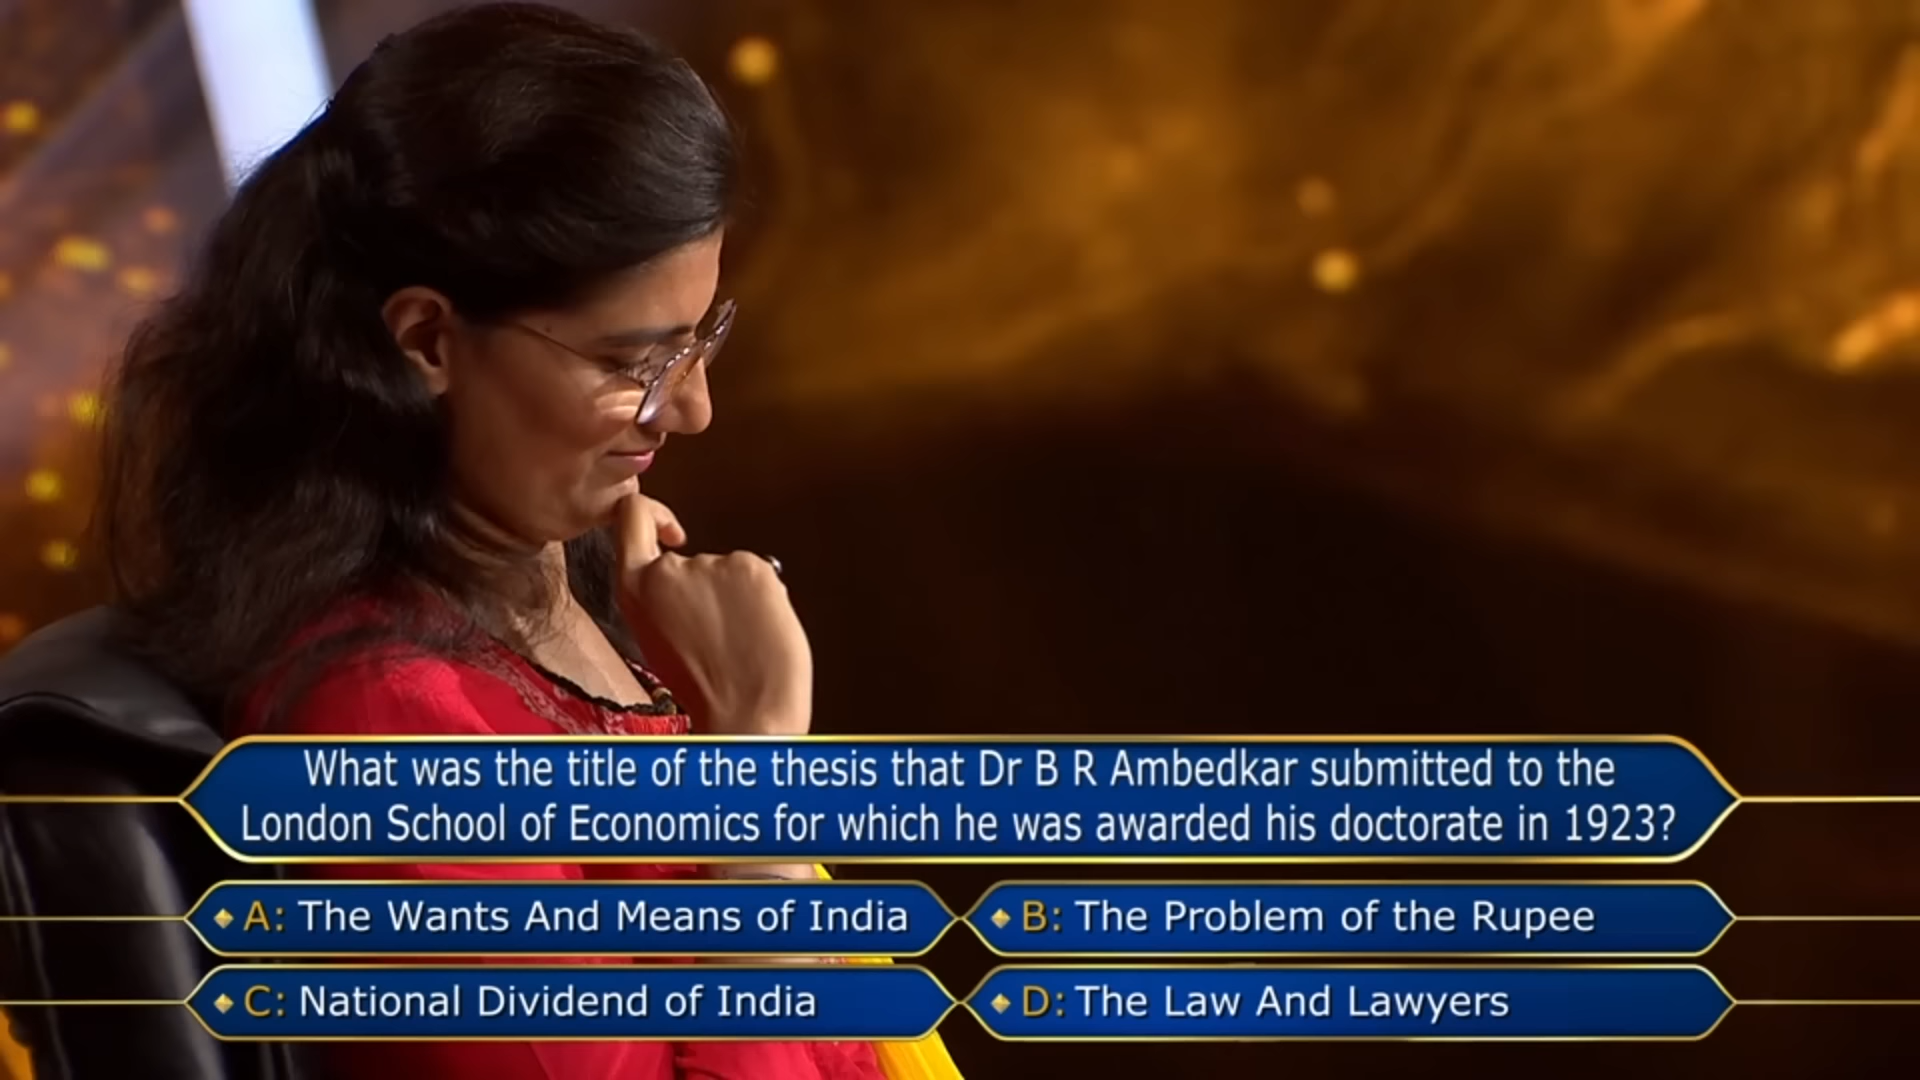 What was the title of the thesis that Dr B R Ambedkar submitted to the
London School of Economics for which he was awarded his doctorate in 1923?
A: The Wants And Means of India
B: The Problem of the Rupee
C: National Dividend of India
D: The Law And Lawyers